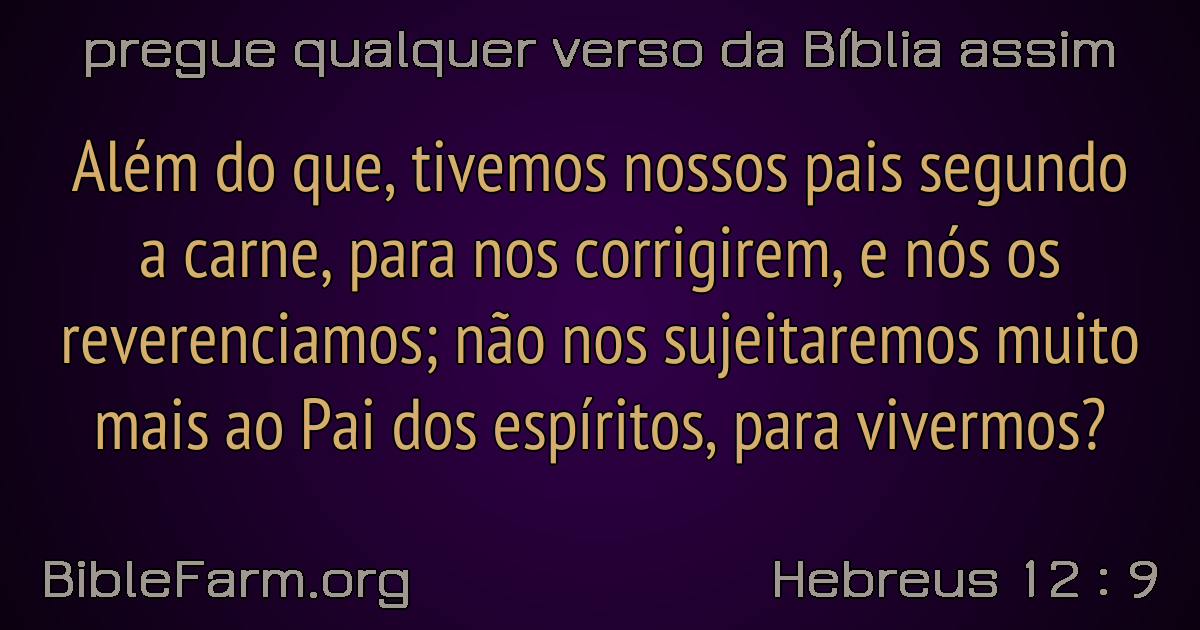 pregue qualquer verso da Bíblia assim
Além do que, tivemos nossos pais segundo
a carne, para nos corrigirem, e nós os
reverenciamos; não nos sujeitaremos muito
mais ao Pai dos espíritos, para vivermos?
BibleFarm.org
Hebreus 12 : 9